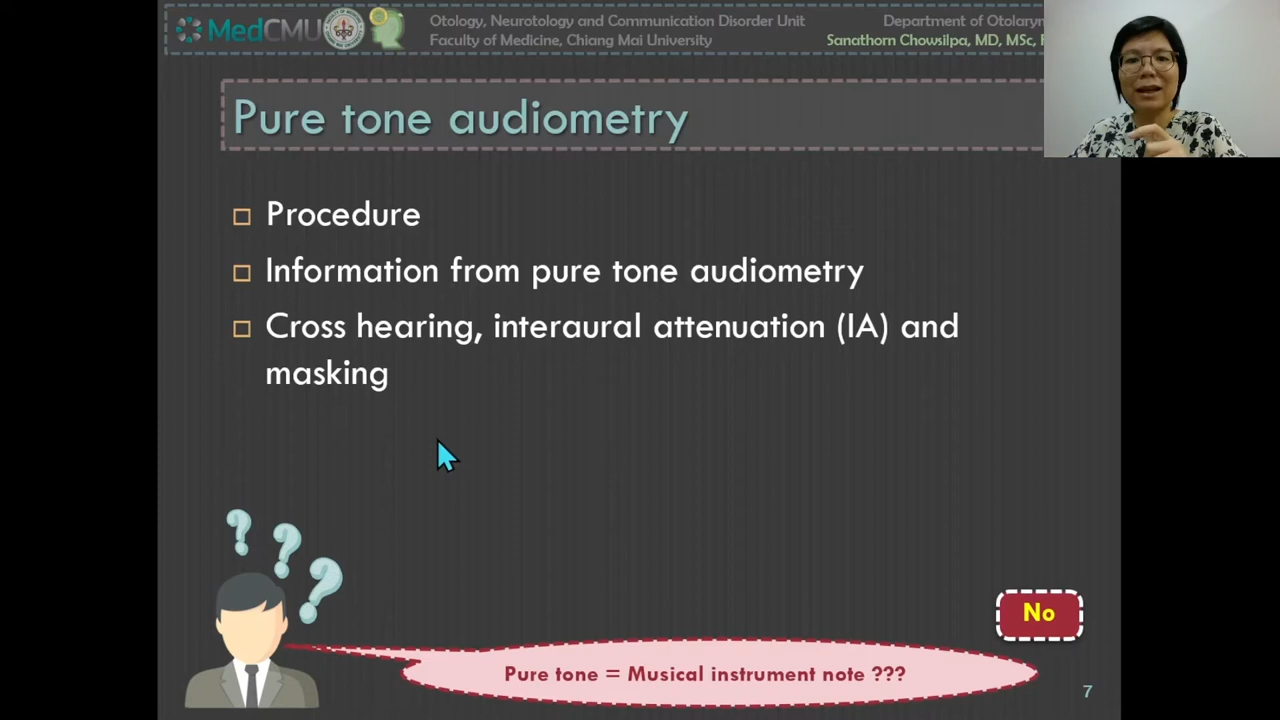 MedCMU
Otology, Neurotology and Communication Disorder Unit
Faculty of Medicine, Chiang Mai University
Department of
Sanathorn Chowsilpa, MD, MSc,
Pure tone audiometry
Procedure
Information from pure tone audiometry
Cross hearing, interaural attenuation (IA) and
masking
? ? ?
No
Pure tone = Musical instrument note ???
7